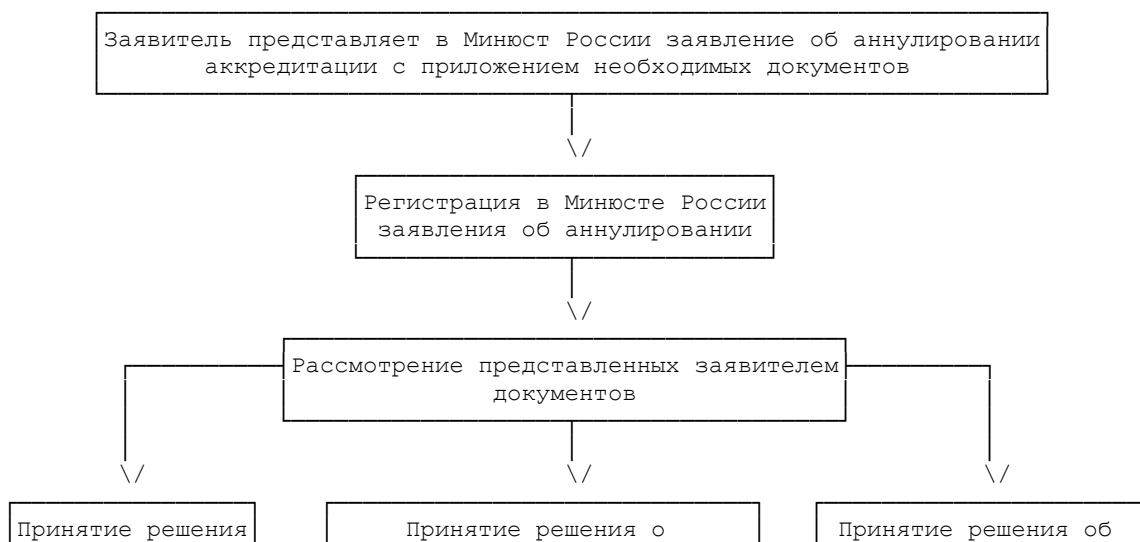 Заявитель представляет в Минюст России заявление об аннулировании
аккредитации с приложением необходимых документов
Регистрация в Минюсте России
заявления об аннулировании
Рассмотрение представленных заявителем
документов
Принятие решения
Принятие решения о
Принятие решения об